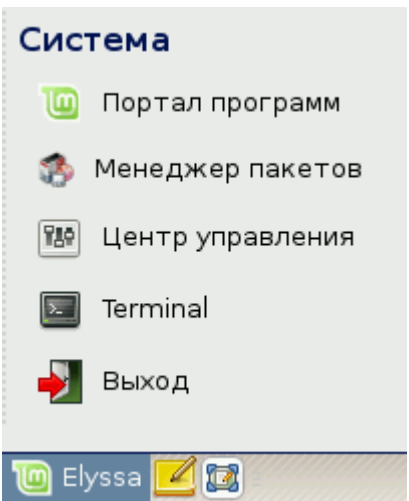 Система
Портал программ
Менеджер пакетов
Центр управления
Terminal
Выход
Elyssa